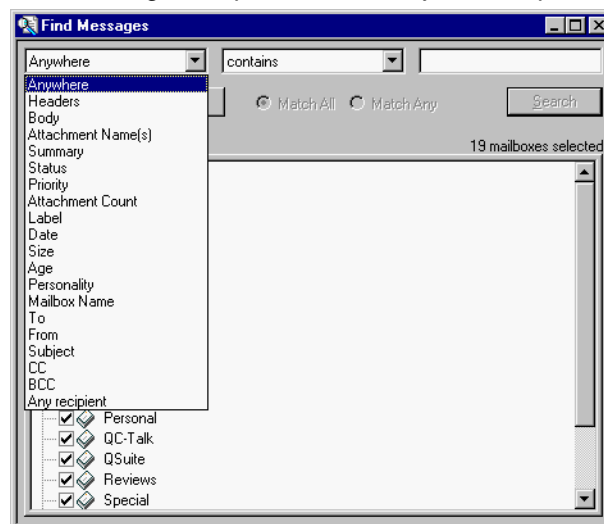 Find Messages
Anywhere contains
Anywhere
Headers
Match All Match Any Search
Body
Attachment Name(s)
Summary
19 mailboxes selected
Status
Priority
Attachment Count
Label
Date
Size
Age
Personality
Mailbox Name
To
From
Subject
CC
BCC
Any recipient
Personal
QC-Talk
QSuite
Reviews
Special